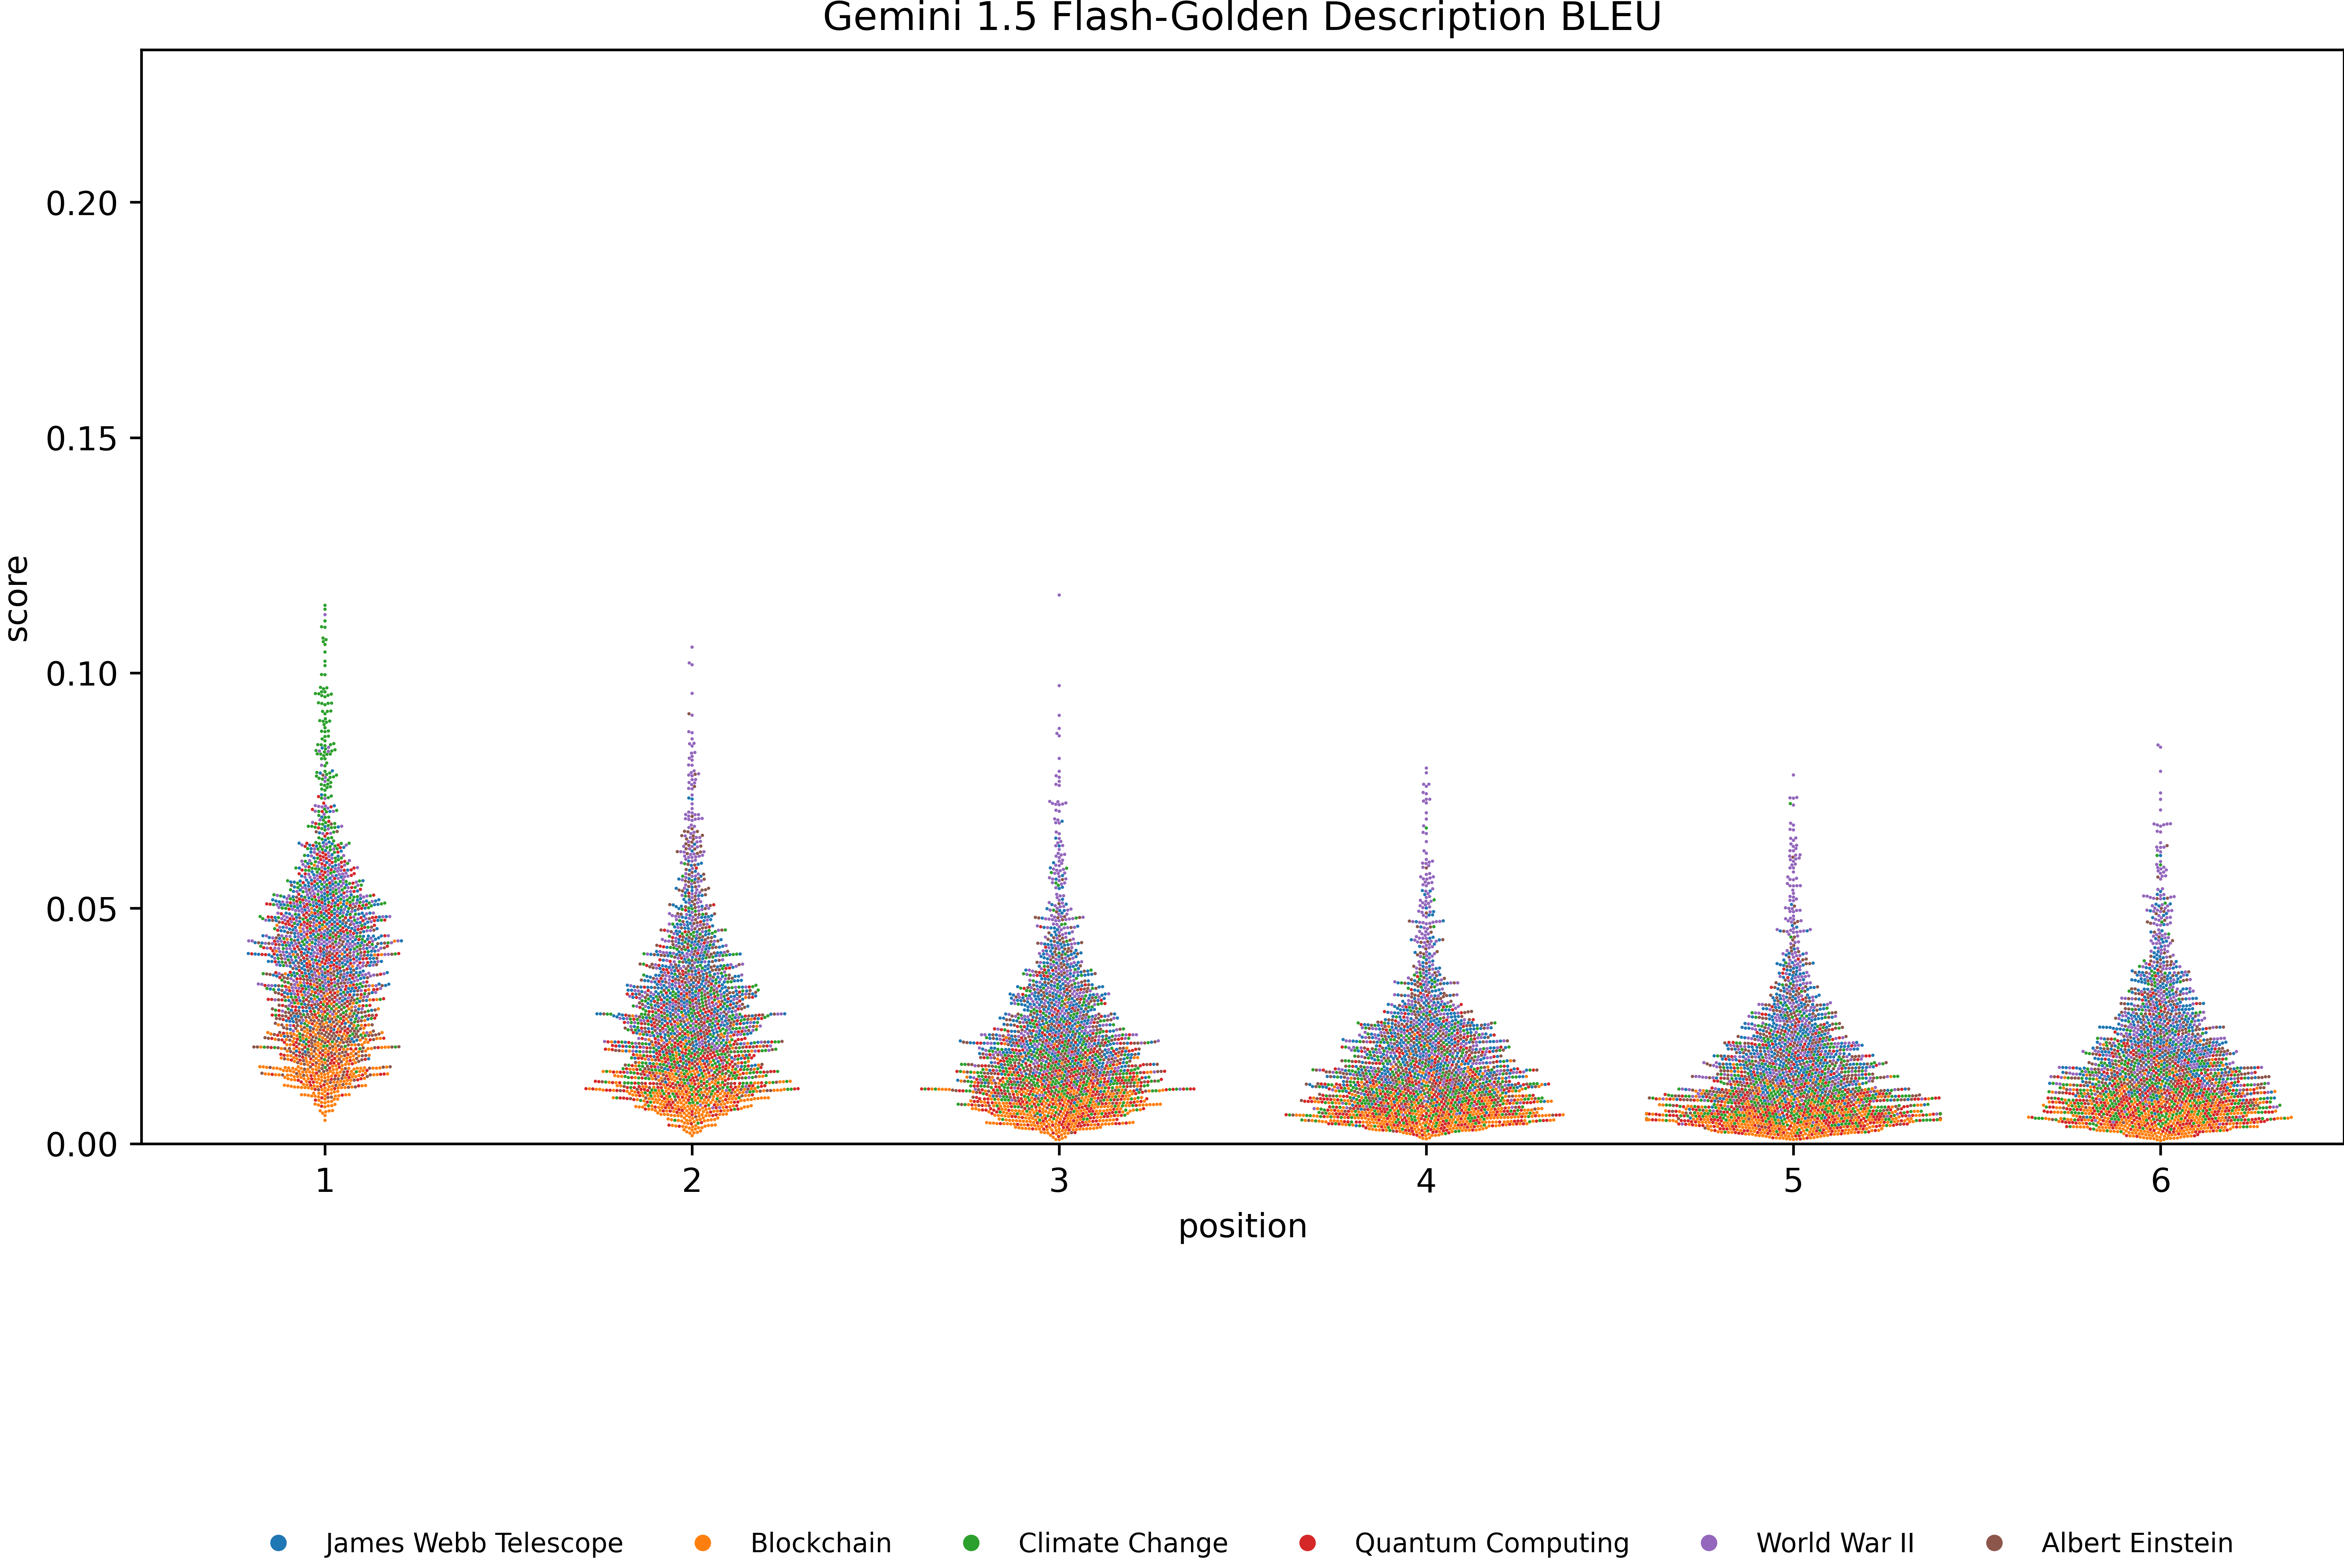 Gemini 1.5 Flash-Golden Description BLEU
score
0.20
0.15
0.10
0.05
0.00
1 2 3 4 5 6
position
James Webb Telescope Blockchain Climate Change Quantum Computing World War II Albert Einstein